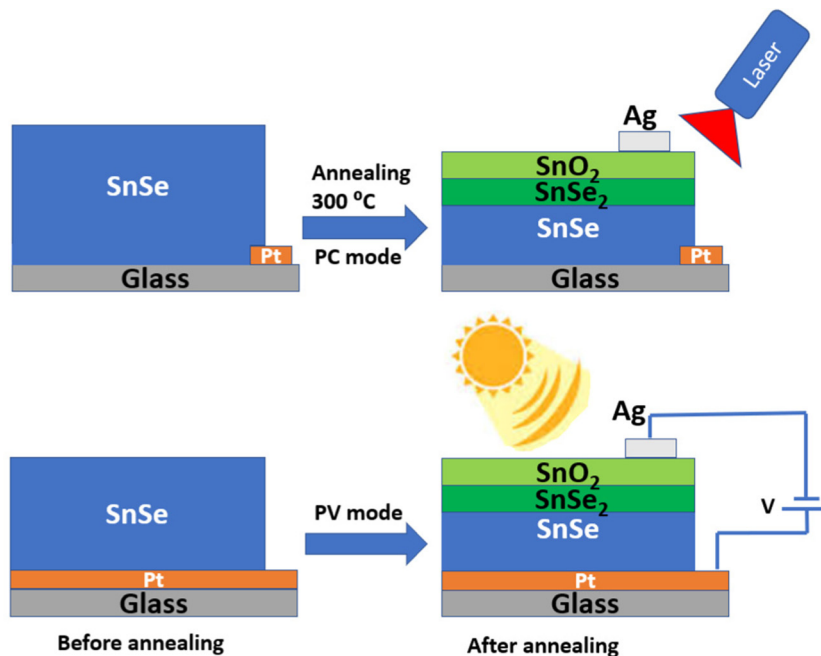 Laser
Ag
SnO₂
SnSe₂
SnSe
Pt
Glass
SnSe
Pt
Glass
Annealing
300 ⁰C
PC mode
Ag
SnO₂
SnSe₂
SnSe
Pt
Glass
V
SnSe
Pt
Glass
PV mode
Before annealing
After annealing